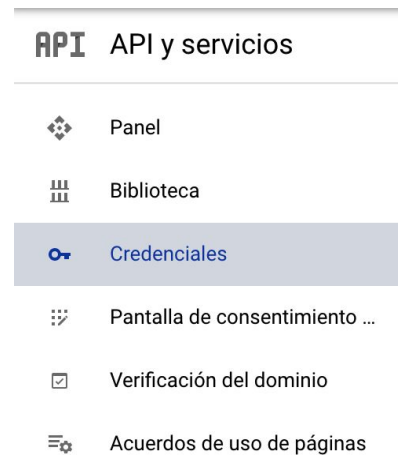 API API y servicios
Panel
Biblioteca
Credenciales
Pantalla de consentimiento ...
Verificación del dominio
Acuerdos de uso de páginas